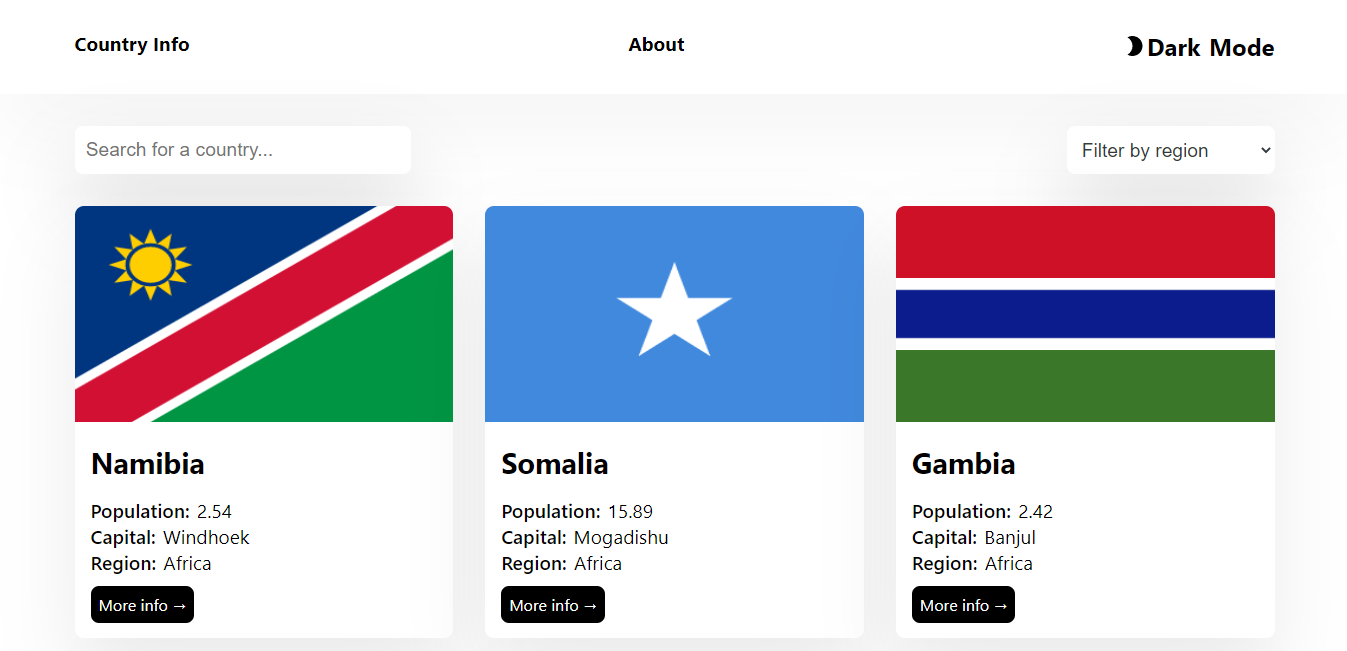 Country Info
About
Dark Mode
Search for a country...
Filter by region
Namibia
Population: 2.54
Capital: Windhoek
Region: Africa
More info →
Somalia
Population: 15.89
Capital: Mogadishu
Region: Africa
More info →
Gambia
Population: 2.42
Capital: Banjul
Region: Africa
More info →